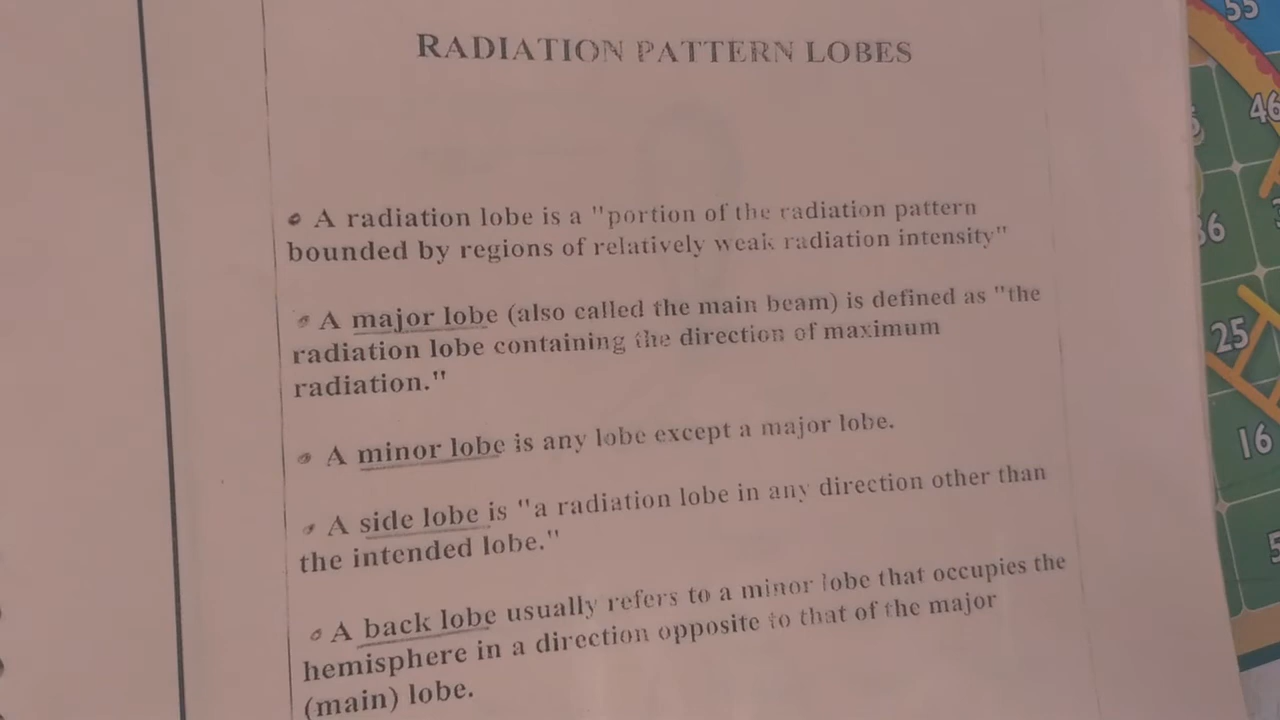 RADIATION PATTERN LOBES
A radiation lobe is a "portion of the radiation pattern
bounded by regions of relatively weak radiation intensity"
A major lobe (also called the main beam) is defined as "the
radiation lobe containing the direction of maximum
radiation."
A minor lobe is any lobe except a major lobe.
A side lobe is "a radiation lobe in any direction other than
the intended lobe."
A back lobe usually refers to a minor lobe that occupies the
hemisphere in a direction opposite to that of the major
(main) lobe.
55
46
25
16